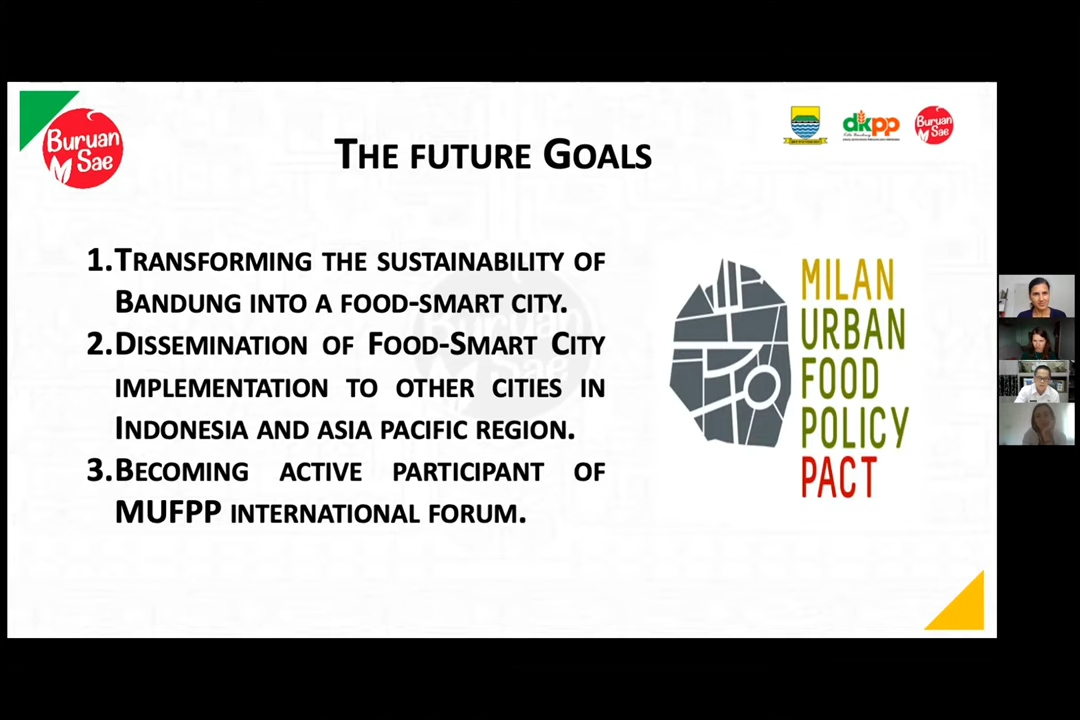 Buruan
Sae
THE FUTURE GOALS
dkpp
Buruan
Sae
1. TRANSFORMING THE SUSTAINABILITY OF
BANDUNG INTO A FOOD-SMART CITY.
2. DISSEMINATION OF FOOD-SMART CITY
IMPLEMENTATION TO OTHER CITIES IN
INDONESIA AND ASIA PACIFIC REGION.
3. BECOMING ACTIVE PARTICIPANT OF
MUFPP INTERNATIONAL FORUM.
Buruan
Sae
MILAN
URBAN
FOOD
POLICY
PACT